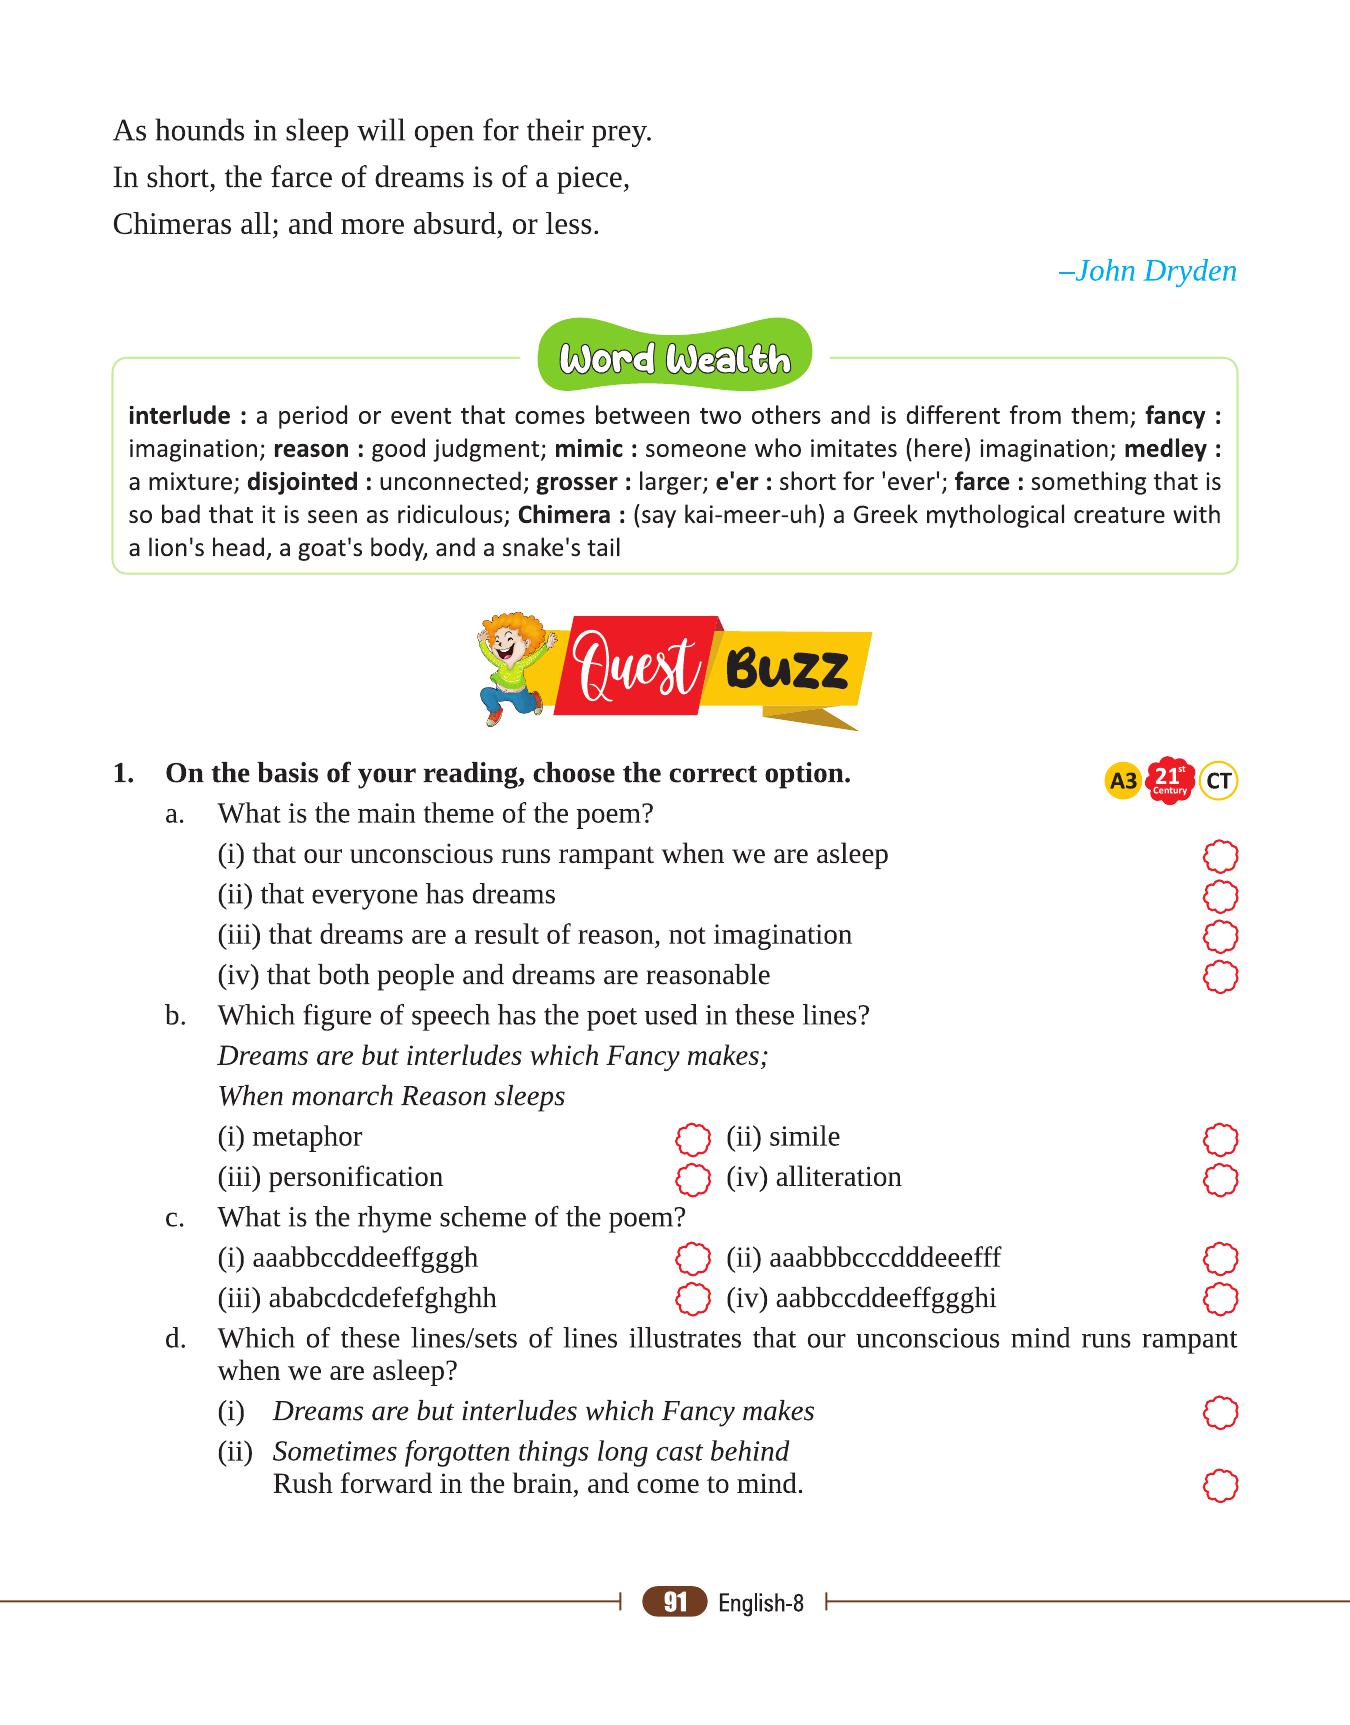 As hounds in sleep will open for their prey.
In short, the farce of dreams is of a piece,
Chimeras all; and more absurd, or less.
–John Dryden
Word Wealth
interlude : a period or event that comes between two others and is different from them; fancy :
imagination; reason : good judgment; mimic : someone who imitates (here) imagination; medley :
a mixture; disjointed : unconnected; grosser : larger; e'er : short for 'ever'; farce : something that is
so bad that it is seen as ridiculous; Chimera : (say kai-meer-uh) a Greek mythological creature with
a lion's head, a goat's body, and a snake's tail
Quest Buzz
1. On the basis of your reading, choose the correct option. A3 21st Century CT
a. What is the main theme of the poem?
(i) that our unconscious runs rampant when we are asleep
(ii) that everyone has dreams
(iii) that dreams are a result of reason, not imagination
(iv) that both people and dreams are reasonable
b. Which figure of speech has the poet used in these lines?
Dreams are but interludes which Fancy makes;
When monarch Reason sleeps
(i) metaphor (ii) simile
(iii) personification (iv) alliteration
c. What is the rhyme scheme of the poem?
(i) aaabbccddeeffgggh (ii) aaabbbcccdddeeefff
(iii) ababcdcdefefghghh (iv) aabbccddeeffggghi
d. Which of these lines/sets of lines illustrates that our unconscious mind runs rampant
when we are asleep?
(i) Dreams are but interludes which Fancy makes
(ii) Sometimes forgotten things long cast behind
Rush forward in the brain, and come to mind.
91 English-8